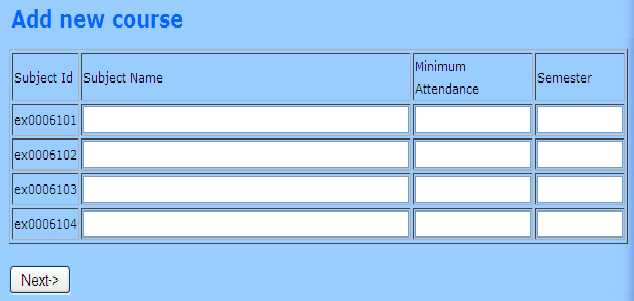 Add new course
Subject Id Subject Name Minimum Attendance Semester
ex0006101
ex0006102
ex0006103
ex0006104
Next->